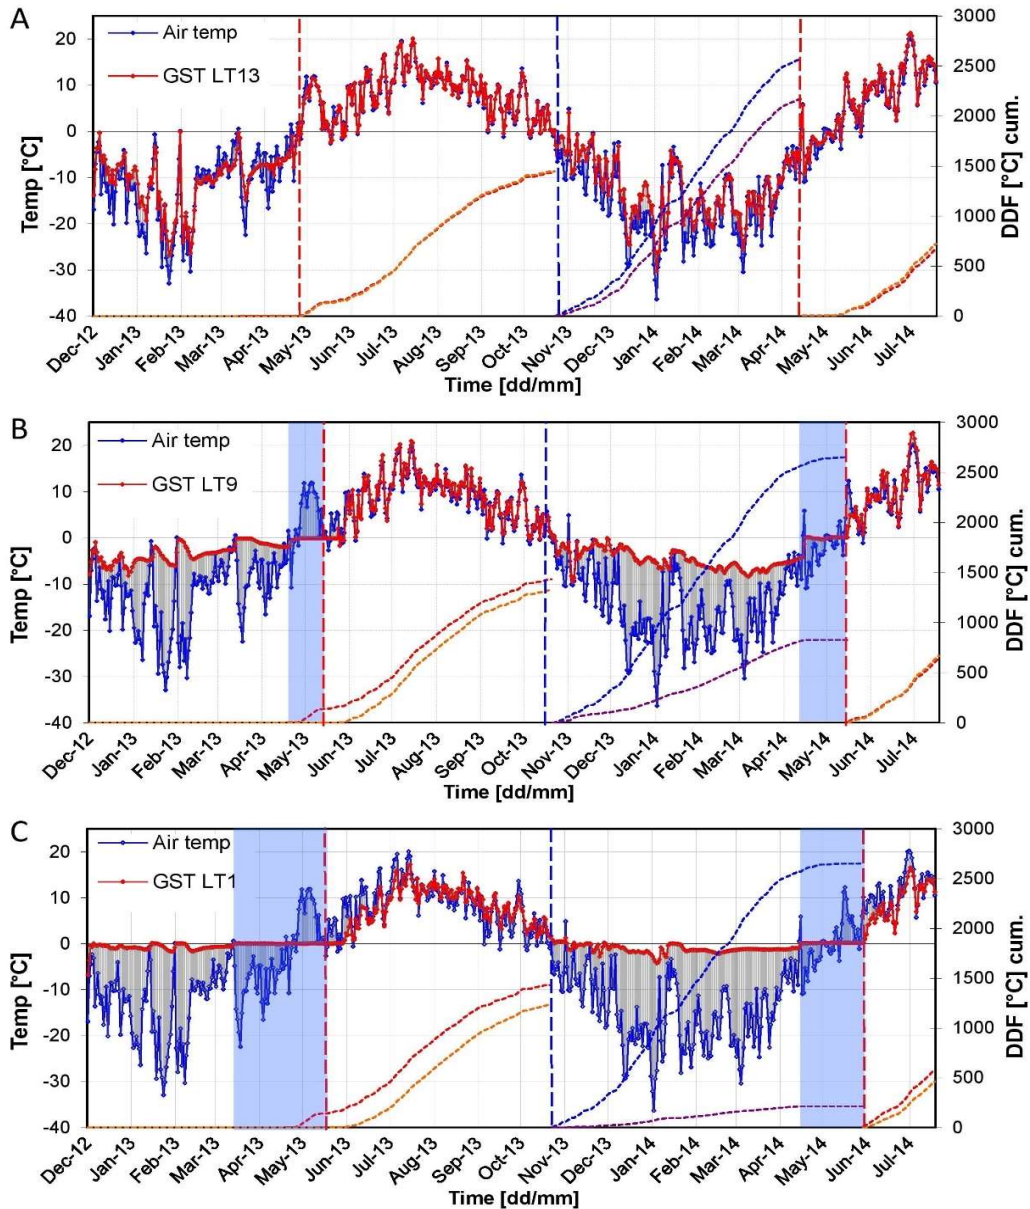 A
Air temp
GST LT13
Temp [°C]
20
10
0
-10
-20
-30
-40
3000
2500
2000
1500
1000
500
0
DDF [°C] cum.
Dec-12 Jan-13 Feb-13 Mar-13 Apr-13 May-13 Jun-13 Jul-13 Aug-13 Sep-13 Oct-13 Nov-13 Dec-13 Jan-14 Feb-14 Mar-14 Apr-14 May-14 Jun-14 Jul-14
Time [dd/mm]
B
Air temp
GST LT9
Temp [°C]
20
10
0
-10
-20
-30
-40
3000
2500
2000
1500
1000
500
0
DDF [°C] cum.
Dec-12 Jan-13 Feb-13 Mar-13 Apr-13 May-13 Jun-13 Jul-13 Aug-13 Sep-13 Oct-13 Nov-13 Dec-13 Jan-14 Feb-14 Mar-14 Apr-14 May-14 Jun-14 Jul-14
Time [dd/mm]
C
Air temp
GST LT1
Temp [°C]
20
10
0
-10
-20
-30
-40
3000
2500
2000
1500
1000
500
0
DDF [°C] cum.
Dec-12 Jan-13 Feb-13 Mar-13 Apr-13 May-13 Jun-13 Jul-13 Aug-13 Sep-13 Oct-13 Nov-13 Dec-13 Jan-14 Feb-14 Mar-14 Apr-14 May-14 Jun-14 Jul-14
Time [dd/mm]